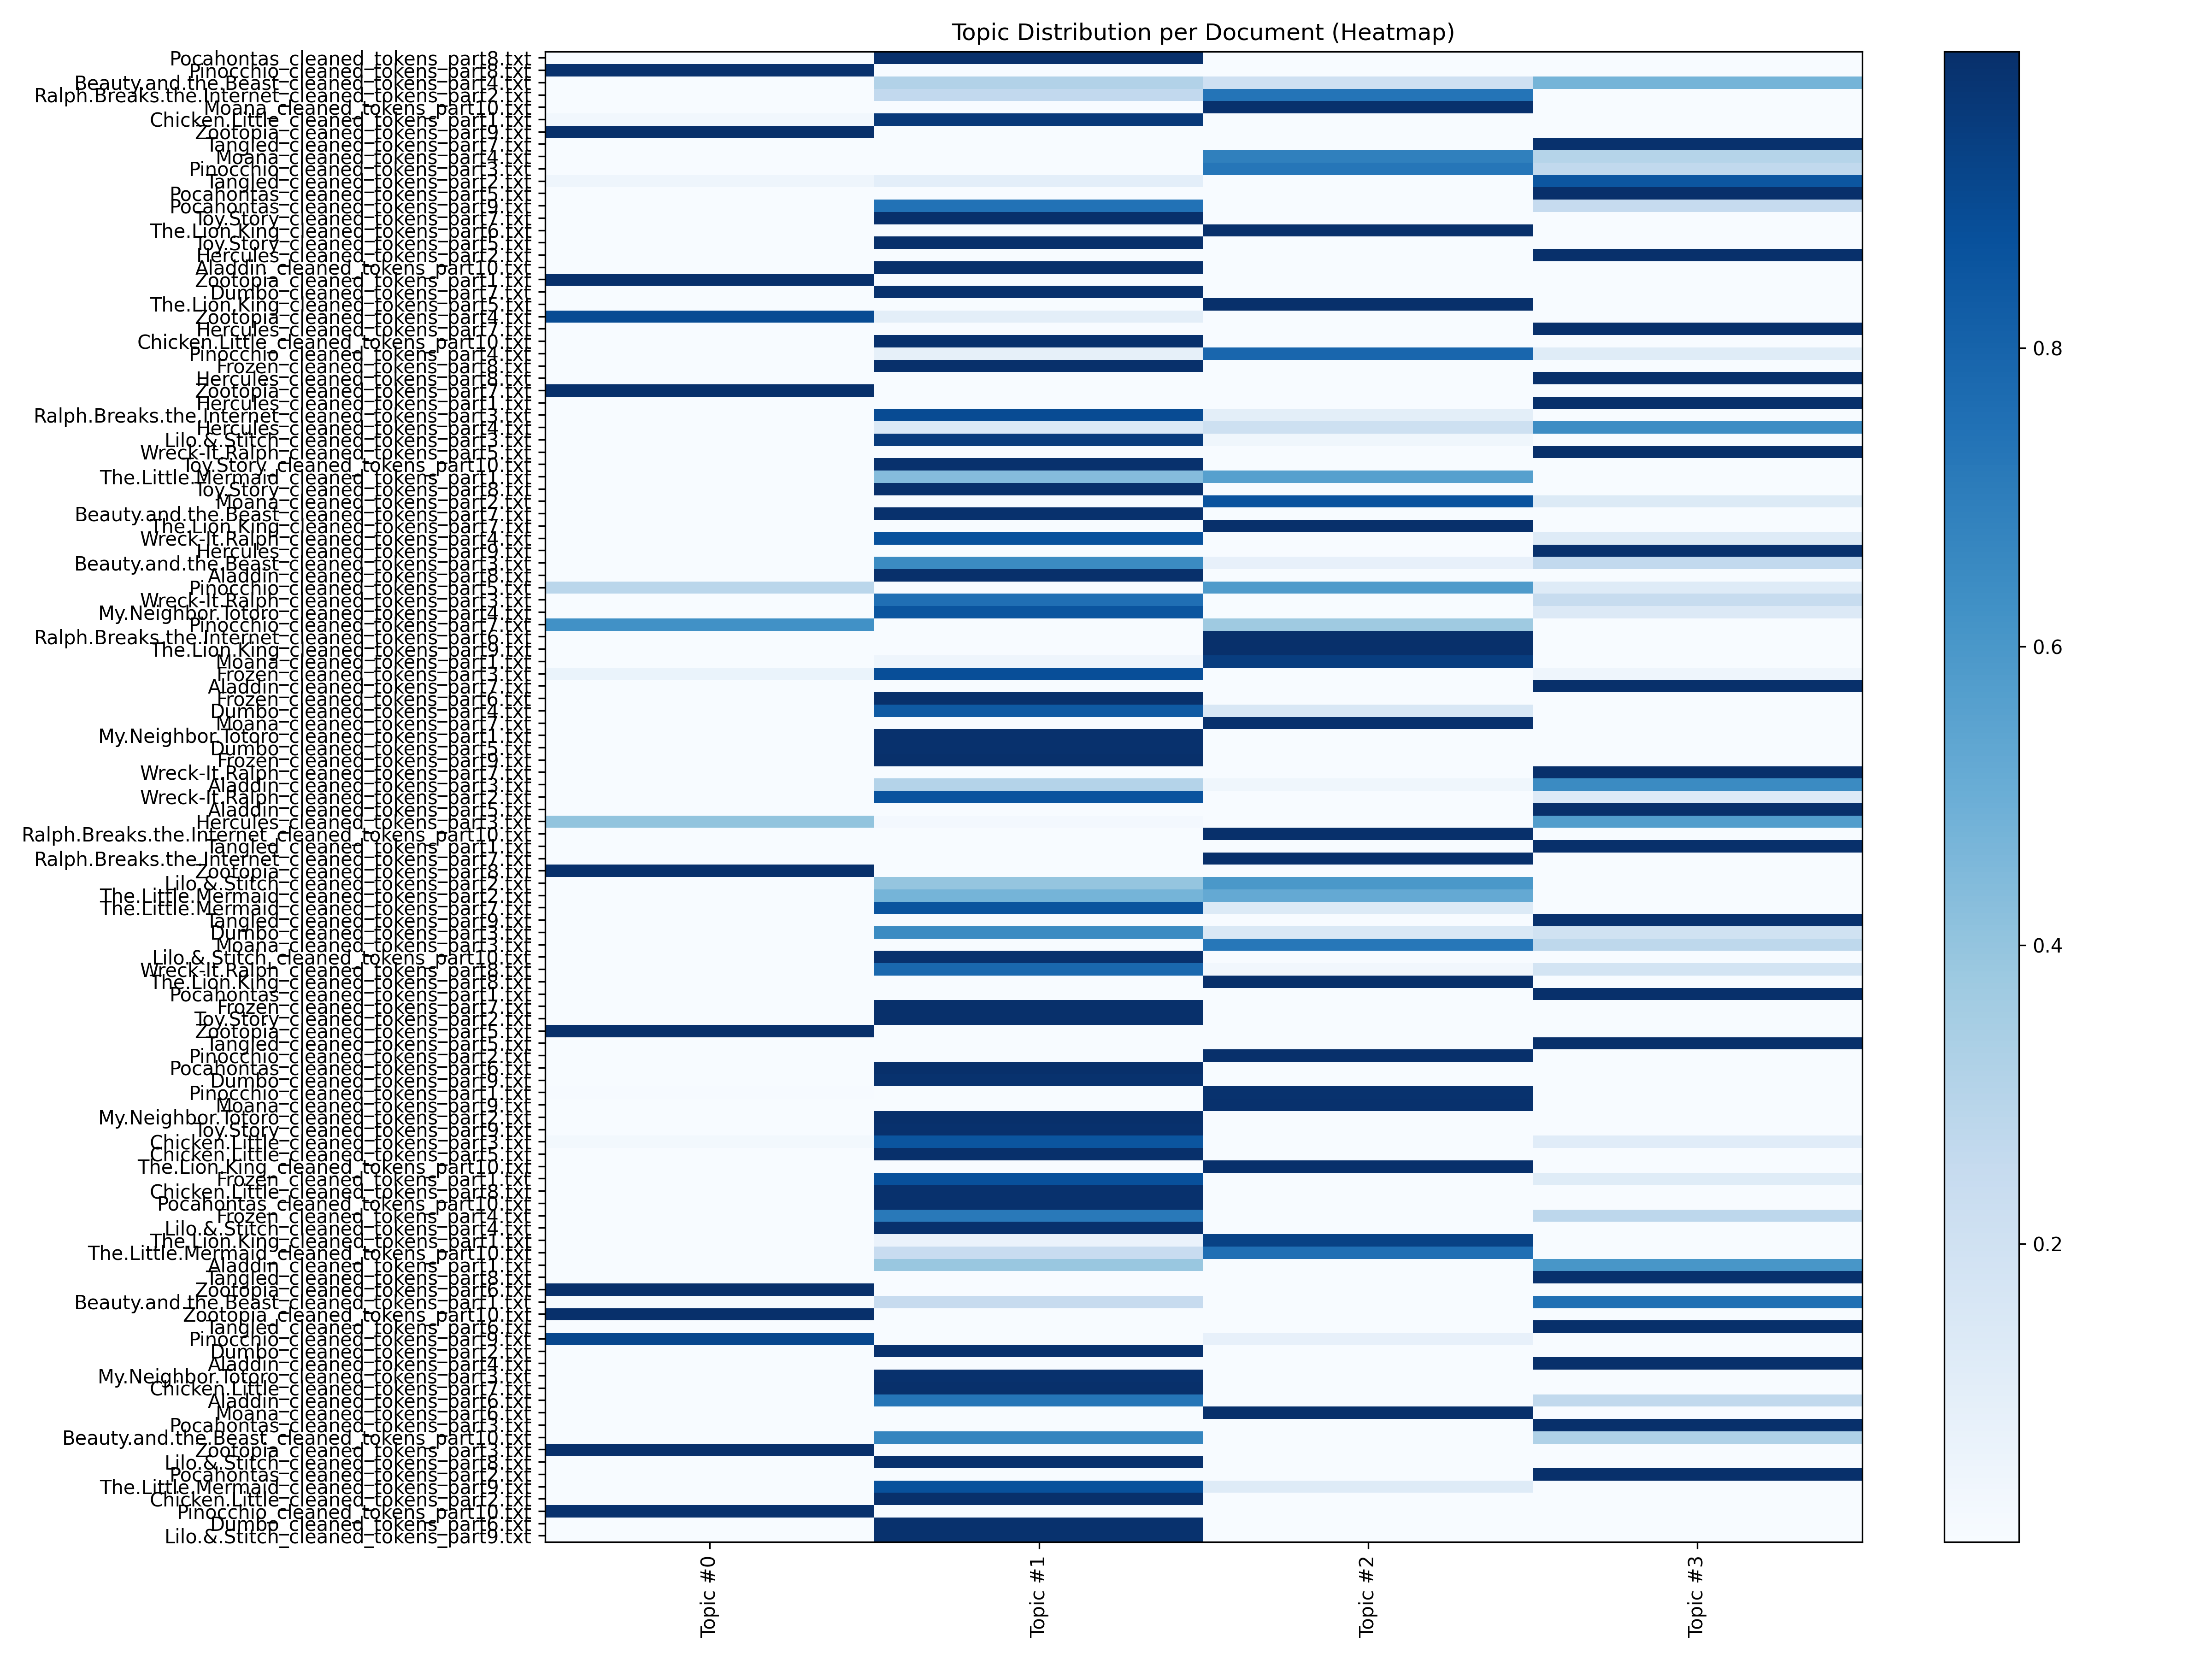 Topic Distribution per Document (Heatmap)
Pocahontas_cleaned_tokens_part8.txt
Pinocchio_cleaned_tokens_part8.txt
Beauty.and.the.Beast_cleaned_tokens_part4.txt
Ralph.Breaks.the.Internet_cleaned_tokens_part2.txt
Moana_cleaned_tokens_part10.txt
Chicken.Little_cleaned_tokens_part1.txt
Zootopia_cleaned_tokens_part9.txt
Tangled_cleaned_tokens_part7.txt
Moana_cleaned_tokens_part4.txt
Pinocchio_cleaned_tokens_part3.txt
Tangled_cleaned_tokens_part2.txt
Pocahontas_cleaned_tokens_part5.txt
Pocahontas_cleaned_tokens_part9.txt
Toy.Story_cleaned_tokens_part7.txt
The.Lion.King_cleaned_tokens_part6.txt
Toy.Story_cleaned_tokens_part5.txt
Hercules_cleaned_tokens_part2.txt
Aladdin_cleaned_tokens_part10.txt
Zootopia_cleaned_tokens_part1.txt
Dumbo_cleaned_tokens_part7.txt
The.Lion.King_cleaned_tokens_part5.txt
Zootopia_cleaned_tokens_part4.txt
Hercules_cleaned_tokens_part7.txt
Chicken.Little_cleaned_tokens_part10.txt
Pinocchio_cleaned_tokens_part4.txt
Frozen_cleaned_tokens_part8.txt
Hercules_cleaned_tokens_part8.txt
Zootopia_cleaned_tokens_part7.txt
Hercules_cleaned_tokens_part1.txt
Ralph.Breaks.the.Internet_cleaned_tokens_part3.txt
Hercules_cleaned_tokens_part4.txt
Lilo.&.Stitch_cleaned_tokens_part3.txt
Wreck-It.Ralph_cleaned_tokens_part5.txt
Toy.Story_cleaned_tokens_part10.txt
The.Little.Mermaid_cleaned_tokens_part1.txt
Toy.Story_cleaned_tokens_part8.txt
Moana_cleaned_tokens_part2.txt
Beauty.and.the.Beast_cleaned_tokens_part7.txt
The.Lion.King_cleaned_tokens_part7.txt
Wreck-It.Ralph_cleaned_tokens_part4.txt
Hercules_cleaned_tokens_part9.txt
Beauty.and.the.Beast_cleaned_tokens_part3.txt
Aladdin_cleaned_tokens_part8.txt
Pinocchio_cleaned_tokens_part5.txt
Wreck-It.Ralph_cleaned_tokens_part3.txt
My.Neighbor.Totoro_cleaned_tokens_part4.txt
Pinocchio_cleaned_tokens_part7.txt
Ralph.Breaks.the.Internet_cleaned_tokens_part6.txt
The.Lion.King_cleaned_tokens_part9.txt
Moana_cleaned_tokens_part1.txt
Frozen_cleaned_tokens_part3.txt
Aladdin_cleaned_tokens_part7.txt
Frozen_cleaned_tokens_part6.txt
Dumbo_cleaned_tokens_part4.txt
Moana_cleaned_tokens_part7.txt
My.Neighbor.Totoro_cleaned_tokens_part1.txt
Dumbo_cleaned_tokens_part5.txt
Frozen_cleaned_tokens_part9.txt
Wreck-It.Ralph_cleaned_tokens_part7.txt
Aladdin_cleaned_tokens_part3.txt
Wreck-It.Ralph_cleaned_tokens_part2.txt
Aladdin_cleaned_tokens_part5.txt
Hercules_cleaned_tokens_part3.txt
Ralph.Breaks.the.Internet_cleaned_tokens_part10.txt
Tangled_cleaned_tokens_part1.txt
Ralph.Breaks.the.Internet_cleaned_tokens_part7.txt
Zootopia_cleaned_tokens_part8.txt
Lilo.&.Stitch_cleaned_tokens_part2.txt
The.Little.Mermaid_cleaned_tokens_part2.txt
The.Little.Mermaid_cleaned_tokens_part7.txt
Tangled_cleaned_tokens_part9.txt
Dumbo_cleaned_tokens_part3.txt
Moana_cleaned_tokens_part3.txt
Lilo.&.Stitch_cleaned_tokens_part10.txt
Wreck-It.Ralph_cleaned_tokens_part8.txt
The.Lion.King_cleaned_tokens_part8.txt
Pocahontas_cleaned_tokens_part1.txt
Frozen_cleaned_tokens_part7.txt
Toy.Story_cleaned_tokens_part2.txt
Zootopia_cleaned_tokens_part5.txt
Tangled_cleaned_tokens_part5.txt
Pinocchio_cleaned_tokens_part2.txt
Pocahontas_cleaned_tokens_part6.txt
Dumbo_cleaned_tokens_part9.txt
Pinocchio_cleaned_tokens_part1.txt
Moana_cleaned_tokens_part9.txt
My.Neighbor.Totoro_cleaned_tokens_part2.txt
Toy.Story_cleaned_tokens_part9.txt
Chicken.Little_cleaned_tokens_part3.txt
Chicken.Little_cleaned_tokens_part5.txt
The.Lion.King_cleaned_tokens_part10.txt
Frozen_cleaned_tokens_part1.txt
Chicken.Little_cleaned_tokens_part8.txt
Pocahontas_cleaned_tokens_part10.txt
Frozen_cleaned_tokens_part4.txt
Lilo.&.Stitch_cleaned_tokens_part4.txt
The.Lion.King_cleaned_tokens_part1.txt
The.Little.Mermaid_cleaned_tokens_part10.txt
Aladdin_cleaned_tokens_part1.txt
Tangled_cleaned_tokens_part8.txt
Zootopia_cleaned_tokens_part6.txt
Beauty.and.the.Beast_cleaned_tokens_part1.txt
Zootopia_cleaned_tokens_part10.txt
Tangled_cleaned_tokens_part6.txt
Pinocchio_cleaned_tokens_part9.txt
Dumbo_cleaned_tokens_part2.txt
Aladdin_cleaned_tokens_part4.txt
My.Neighbor.Totoro_cleaned_tokens_part3.txt
Chicken.Little_cleaned_tokens_part7.txt
Aladdin_cleaned_tokens_part6.txt
Moana_cleaned_tokens_part6.txt
Pocahontas_cleaned_tokens_part3.txt
Beauty.and.the.Beast_cleaned_tokens_part10.txt
Zootopia_cleaned_tokens_part3.txt
Lilo.&.Stitch_cleaned_tokens_part8.txt
Pocahontas_cleaned_tokens_part2.txt
The.Little.Mermaid_cleaned_tokens_part9.txt
Chicken.Little_cleaned_tokens_part2.txt
Pinocchio_cleaned_tokens_part10.txt
Dumbo_cleaned_tokens_part6.txt
Lilo.&.Stitch_cleaned_tokens_part9.txt
Topic #0
Topic #1
Topic #2
Topic #3
0.8
0.6
0.4
0.2